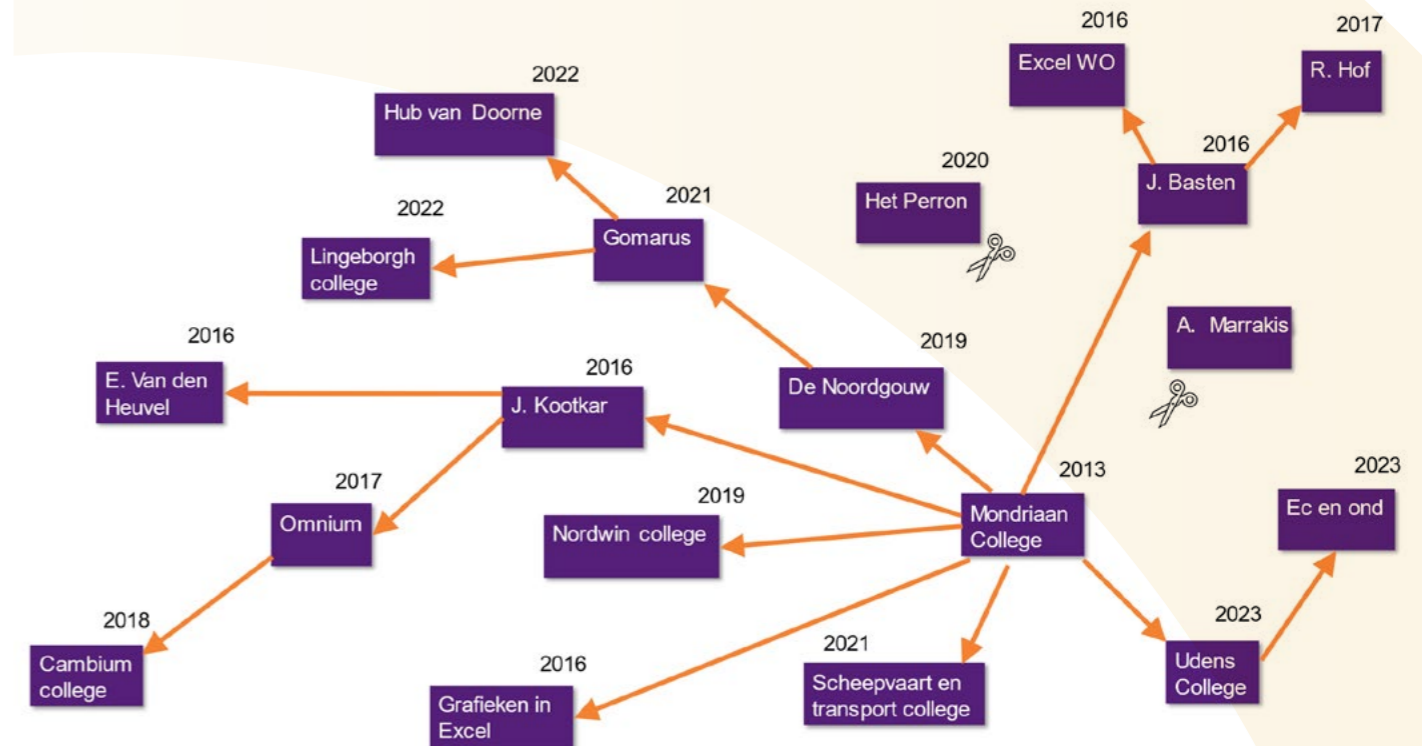 2016
Excel WO
2017
R. Hof
2022
Hub van Doorne
2016
J. Basten
2020
Het Perron
2021
Gomarus
2022
Lingeborgh
college
A. Marrakis
2016
E. Van den
Heuvel
2016
J. Kootkar
2019
De Noordgouw
2013
Mondriaan
College
2023
Ec en ond
2017
Omnium
2019
Nordwin college
2018
Cambium
college
2016
Grafieken in
Excel
2021
Scheepvaart en
transport college
2023
Udens
College